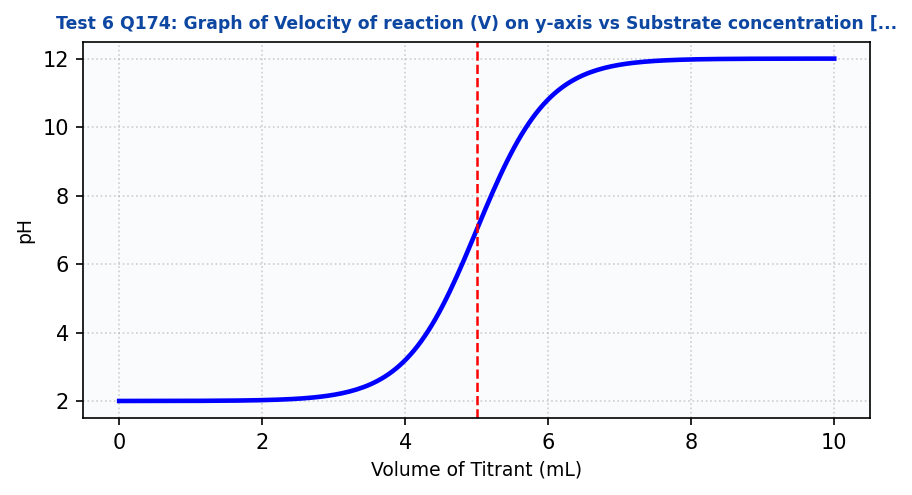 Test 6 Q174: Graph of Velocity of reaction (V) on y-axis vs Substrate concentration [...
12
10
8
6
4
2
pH
0 2 4 6 8 10
Volume of Titrant (mL)